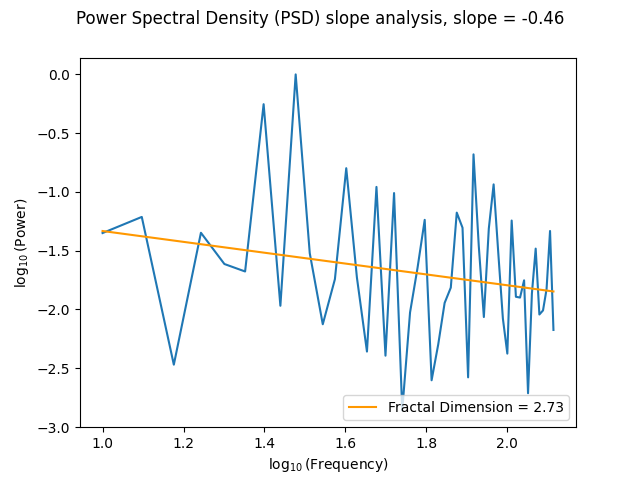 Power Spectral Density (PSD) slope analysis, slope = -0.46
0.0
−0.5
−1.0
−1.5
−2.0
−2.5
−3.0
log₁₀(Power)
Fractal Dimension = 2.73
1.0 1.2 1.4 1.6 1.8 2.0
log₁₀(Frequency)